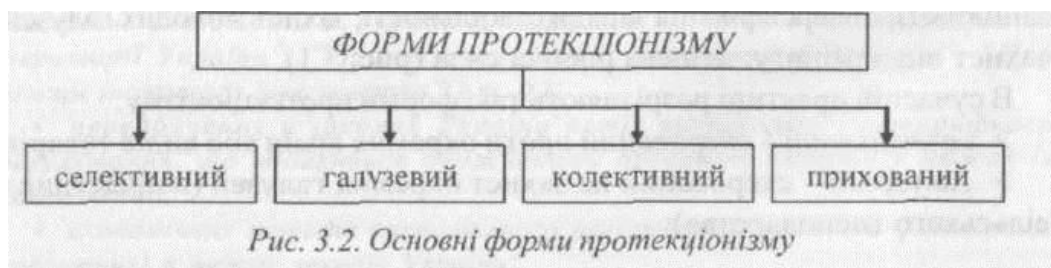 ФОРМИ ПРОТЕКЦІОНІЗМУ
селективний галузевий колективний прихований
Рис. 3.2. Основні форми протекціонізму